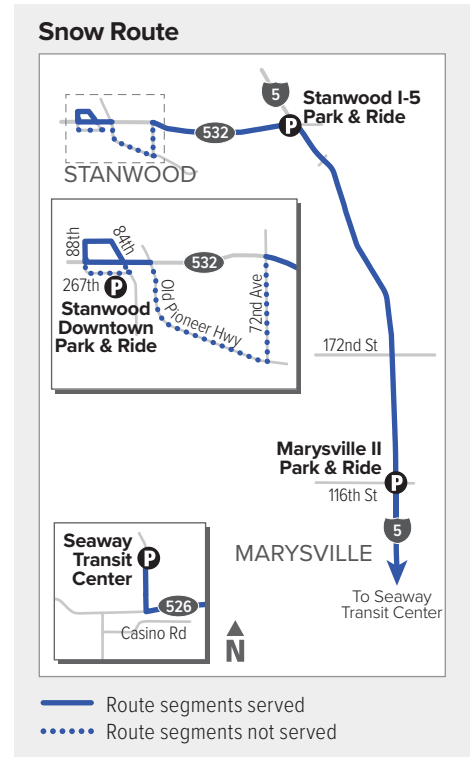 Snow Route
5
Stanwood I-5
Park & Ride
P
532
STANWOOD
88th
84th
532
267th
P
Stanwood
Downtown
Park & Ride
Old Pioneer Hwy
72nd Ave
172nd St
Marysville II
Park & Ride
P
116th St
5
MARYSVILLE
To Seaway
Transit Center
Seaway
Transit
Center
P
526
Casino Rd
N
Route segments served
Route segments not served